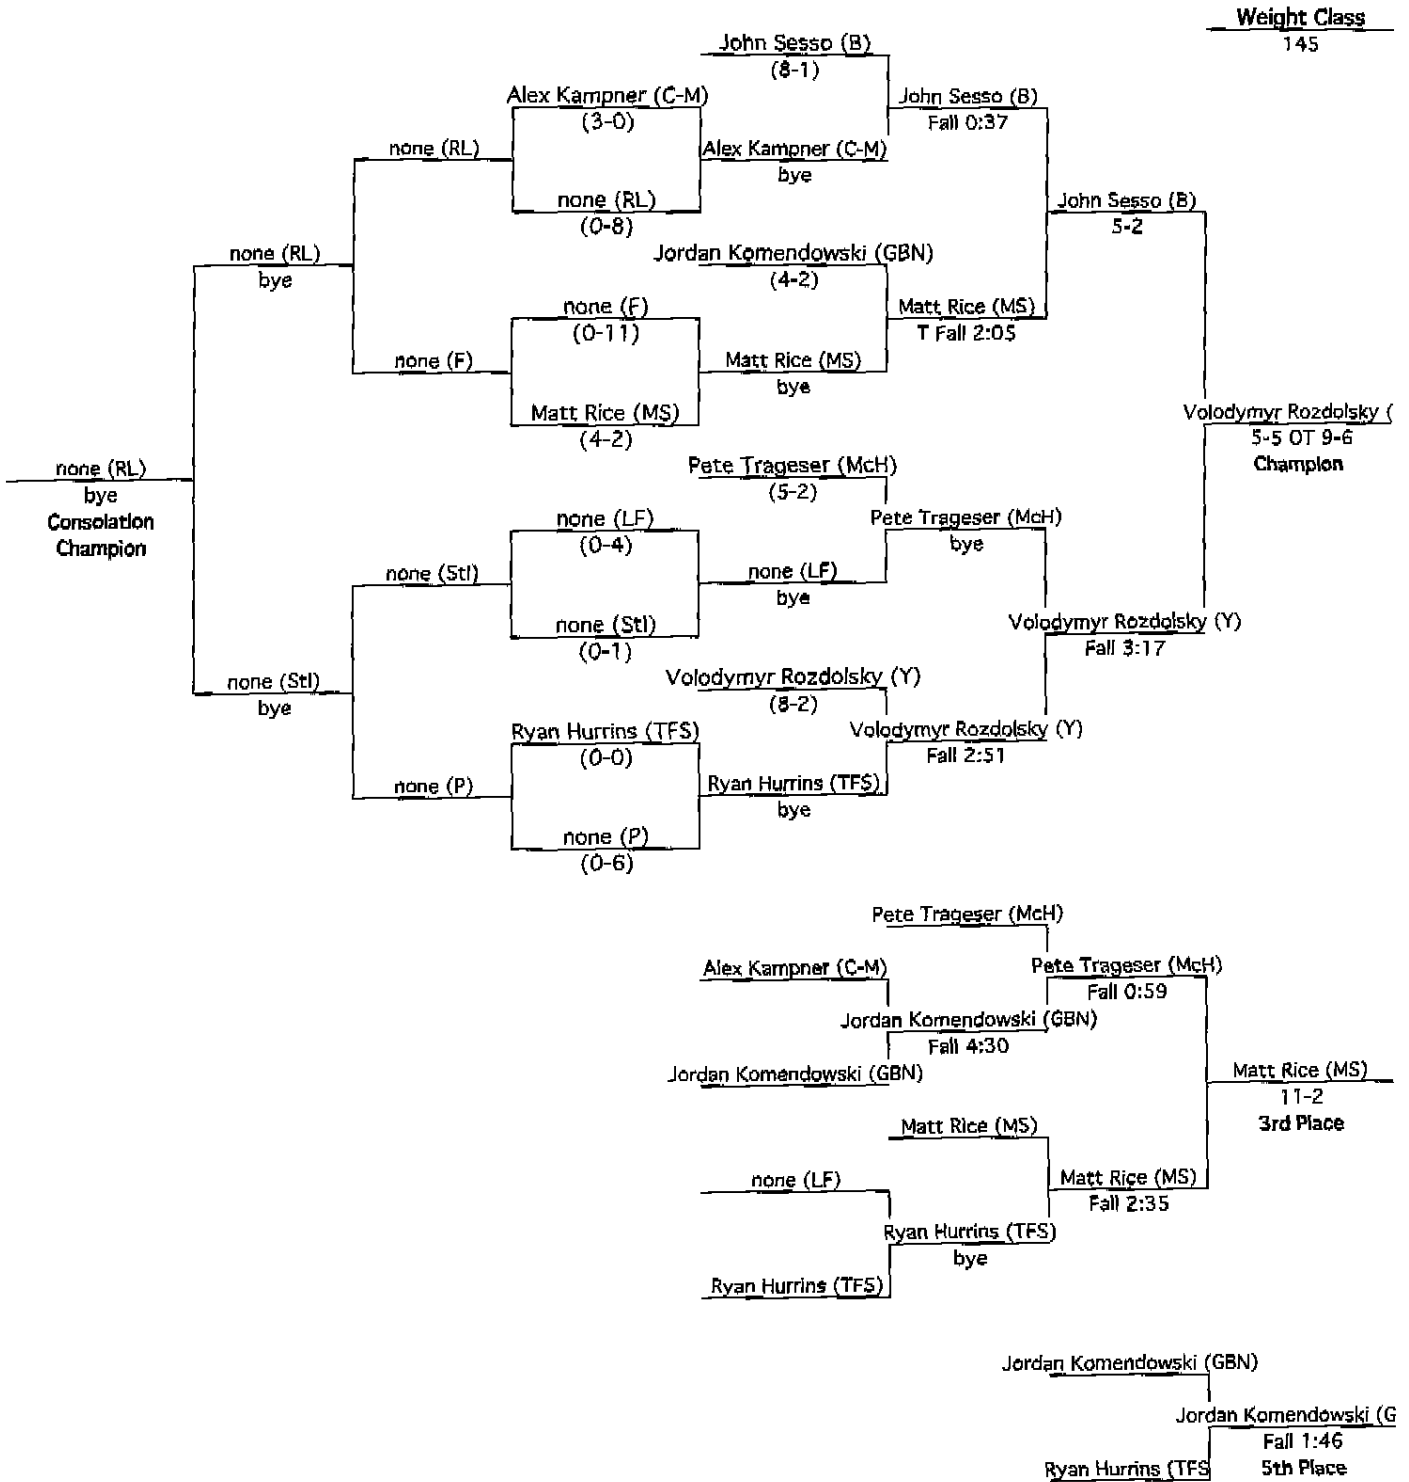 Weight Class
145
John Sesso (B)
(8-1)
Alex Kampner (C-M)
(3-0)
John Sesso (B)
Fall 0:37
none (RL)
Alex Kampner (C-M)
bye
none (RL)
(0-8)
John Sesso (B)
5-2
none (RL)
bye
Jordan Komendowski (GBN)
(4-2)
none (F)
(0-11)
Matt Rice (MS)
T Fall 2:05
none (F)
Matt Rice (MS)
bye
Matt Rice (MS)
(4-2)
Volodymyr Rozdolsky (
5-5 OT 9-6
Champion
none (RL)
bye
Consolation
Champion
Pete Trageser (McH)
(5-2)
none (LF)
(0-4)
Pete Trageser (McH)
bye
none (Stl)
none (LF)
bye
none (Stl)
(0-1)
Volodymyr Rozdolsky (Y)
Fall 3:17
none (Stl)
bye
Volodymyr Rozdolsky (Y)
(8-2)
Ryan Hurrins (TFS)
(0-0)
Volodymyr Rozdolsky (Y)
Fall 2:51
none (P)
Ryan Hurrins (TFS)
bye
none (P)
(0-6)
Pete Trageser (McH)
Alex Kampner (C-M)
Pete Trageser (McH)
Fall 0:59
Jordan Komendowski (GBN)
Fall 4:30
Jordan Komendowski (GBN)
Matt Rice (MS)
11-2
3rd Place
Matt Rice (MS)
none (LF)
Matt Rice (MS)
Fall 2:35
Ryan Hurrins (TFS)
bye
Ryan Hurrins (TFS)
Jordan Komendowski (GBN)
Jordan Komendowski (G
Fall 1:46
5th Place
Ryan Hurrins (TFS